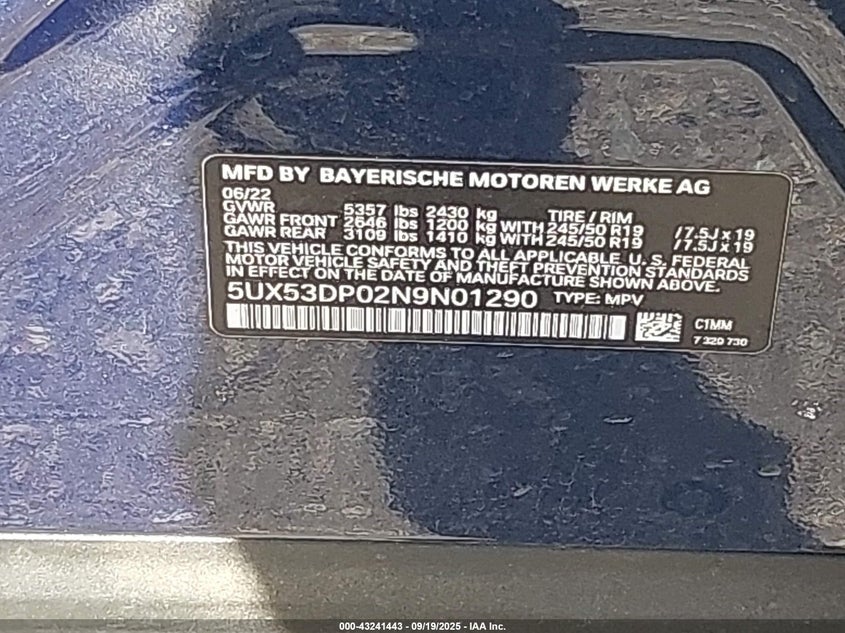 MFD BY BAYERISCHE MOTOREN WERKE AG
06/22
GVWR 5357 lbs 2430 kg TIRE / RIM
GAWR FRONT 2646 lbs 1200 kg WITH 245/50 R19 /7.5J x 19
GAWR REAR 3109 lbs 1410 kg WITH 245/50 R19 /7.5J x 19
THIS VEHICLE CONFORMS TO ALL APPLICABLE U. S. FEDERAL
MOTOR VEHICLE SAFETY AND THEFT PREVENTION STANDARDS
IN EFFECT ON THE DATE OF MANUFACTURE SHOWN ABOVE.
5UX53DP02N9N01290 TYPE: MPV
C1MM
7 329 730
000-43241443 - 09/19/2025 - IAA Inc.